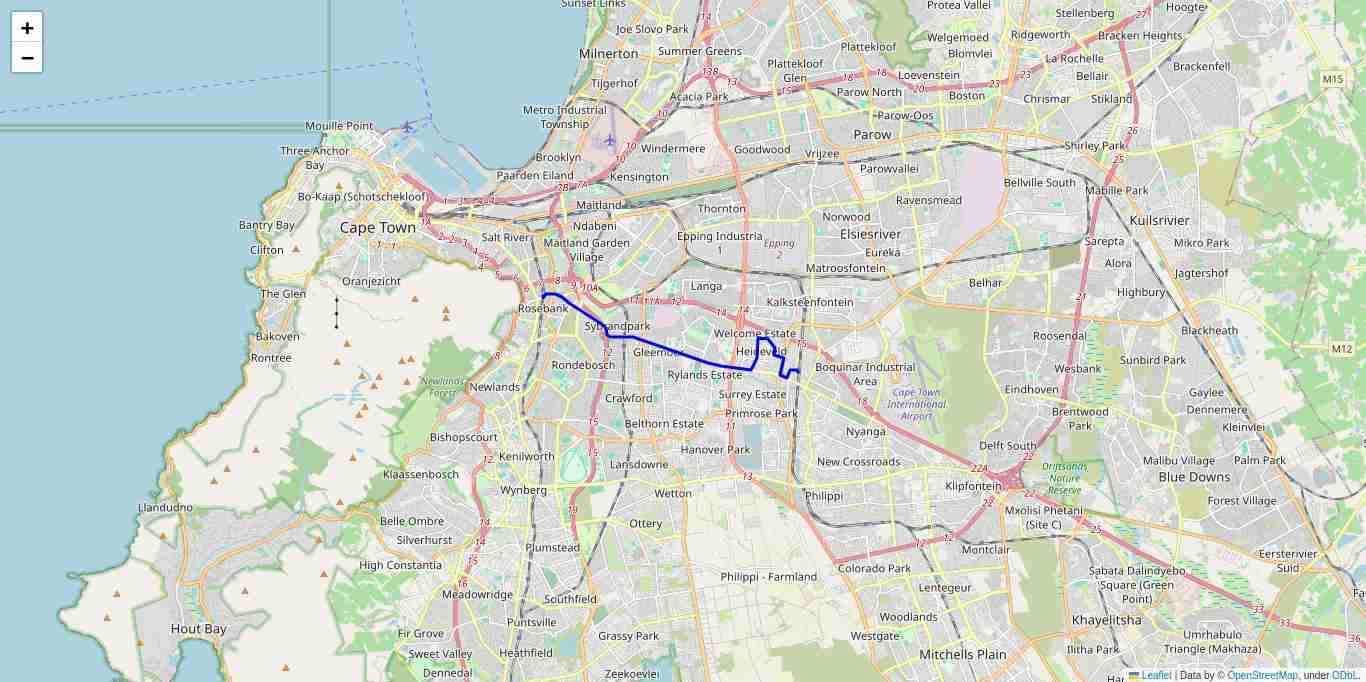 +
−
Sunset Links
Protea Vallei
Hoogte
Stellenberg
Joe Slovo Park
Welgemoed
Ridgeworth
Bracken Heights
Milnerton
Summer Greens
Plattekloof
Blomvlei
Plattekloof
Glen
La Rochelle
Brackenfell
Tijgerhof
Loevenstein
Bellair
M15
Acacia Park
Parow North
Boston
Chrismar
Stikland
Metro Industrial
Township
Parow-Oos
Mouille Point
Parow
Three Anchor
Bay
Windermere
Goodwood
Vrijzee
Shirley Park
Brooklyn
Parowvallei
Paarden Eiland
Kensington
Bellville South
Mabille Park
Bo-Kaap (Schotschekloof)
Maitland
Thornton
Ravensmead
Norwood
Kuilsrivier
Bantry Bay
Cape Town
Ndabeni
Salt River
Epping Industria
1
Elsiesriver
Clifton
Maitland Garden
Village
Epping
2
Eureka
Sarepta
Mikro Park
Matroosfontein
Alora
Jagtershof
Oranjezicht
Langa
Belhar
Highbury
The Glen
Kalksteenfontein
Rosebank
Sybrandpark
Welcome Estate
Roosendal
Blackheath
Bakoven
Gleemoor
Heideveld
M12
Rontree
Rondebosch
Boquinar Industrial
Area
Wesbank
Sunbird Park
Rylands Estate
Newlands
Newlands
Forest
Crawford
Surrey Estate
Cape Town
International
Airport
Eindhoven
Gaylee
Primrose Park
Brentwood
Park
Dennemere
Belthorn Estate
Nyanga
Kleinvlei
Bishopscourt
Hanover Park
Delft South
Kenilworth
Lansdowne
New Crossroads
Driftsands
Nature
Reserve
Malibu Village
Palm Park
Klaassenbosch
Blue Downs
Wynberg
Wetton
Philippi
Klipfontein
Forest Village
Llandudno
Mxolisi Phetani
(Site C)
Belle Ombre
Ottery
Silverhurst
Plumstead
Montclair
Eersterivier
Suid
High Constantia
Colorado Park
Sabata Dalindyebo
Square (Green
Point)
Philippi - Farmland
Lentegeur
Meadowridge
Southfield
Hout Bay
Puntsville
Woodlands
Khayelitsha
Fir Grove
Grassy Park
Westgate
Umrhabulo
Triangle (Makhaza)
Sweet Valley
Heathfield
Mitchells Plain
Ilitha Park
Dennedal
Zeekoevlei
Leaflet | Data by © OpenStreetMap, under ODbL.